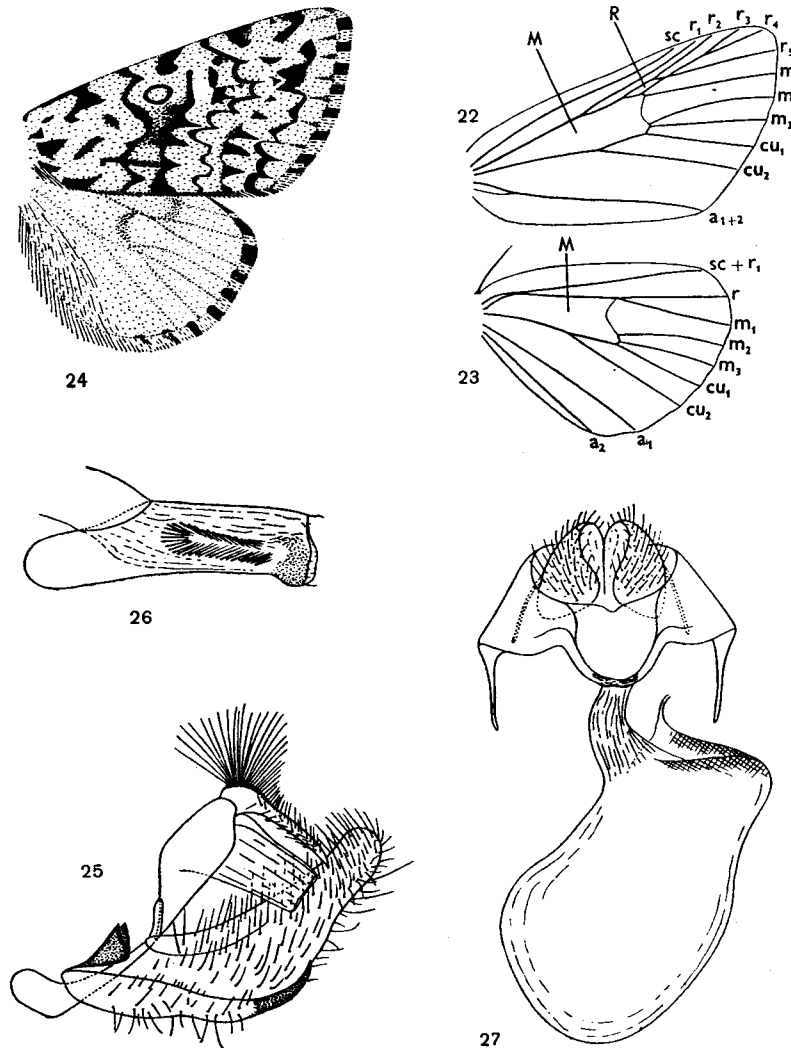 R
r₁ r₂ r₃ r₄
sc
r₅
M
m
m
22
m₃
cu₁
cu₂
a₁₊₂
M
sc + r₁
r
m₁
m₂
m₃
24
23
cu₁
cu₂
a₂ a₁
26
25
27